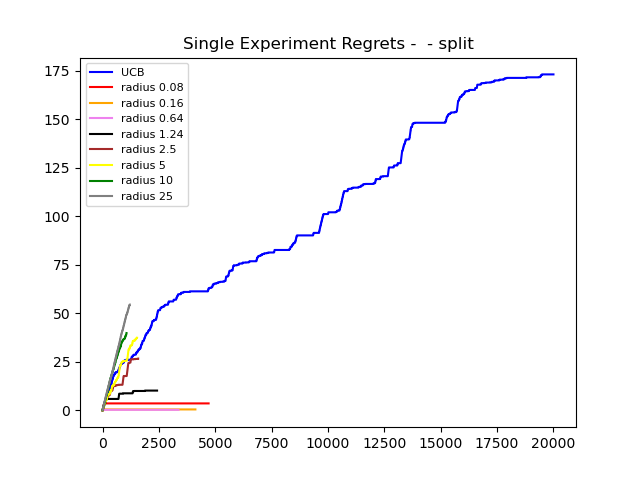 Single Experiment Regrets -  - split
175
150
125
100
75
50
25
0
UCB
radius 0.08
radius 0.16
radius 0.64
radius 1.24
radius 2.5
radius 5
radius 10
radius 25
0 2500 5000 7500 10000 12500 15000 17500 20000